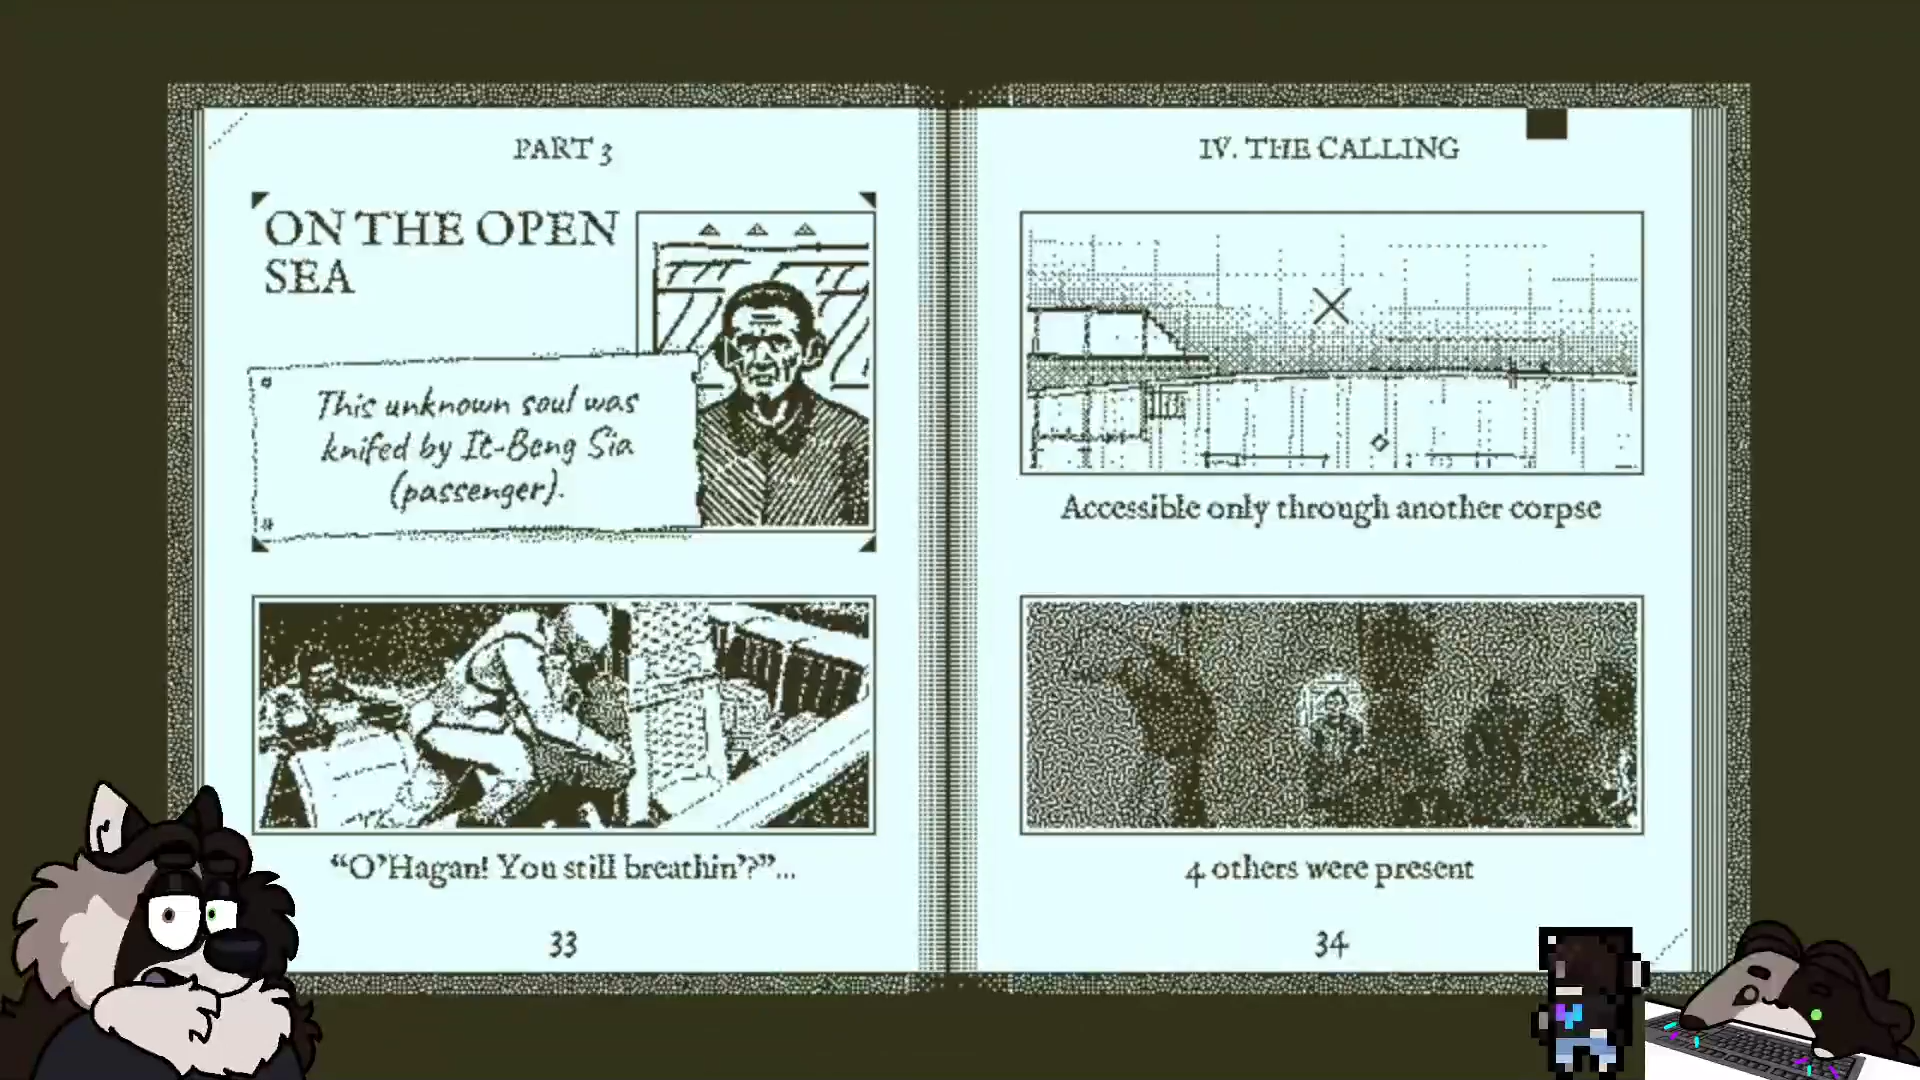 PART 3
ON THE OPEN
SEA
This unknown soul was
knifed by It-Beng Sia
(passenger).
“O’Hagan! You still breathin’?”...
33
IV. THE CALLING
Accessible only through another corpse
4 others were present
34